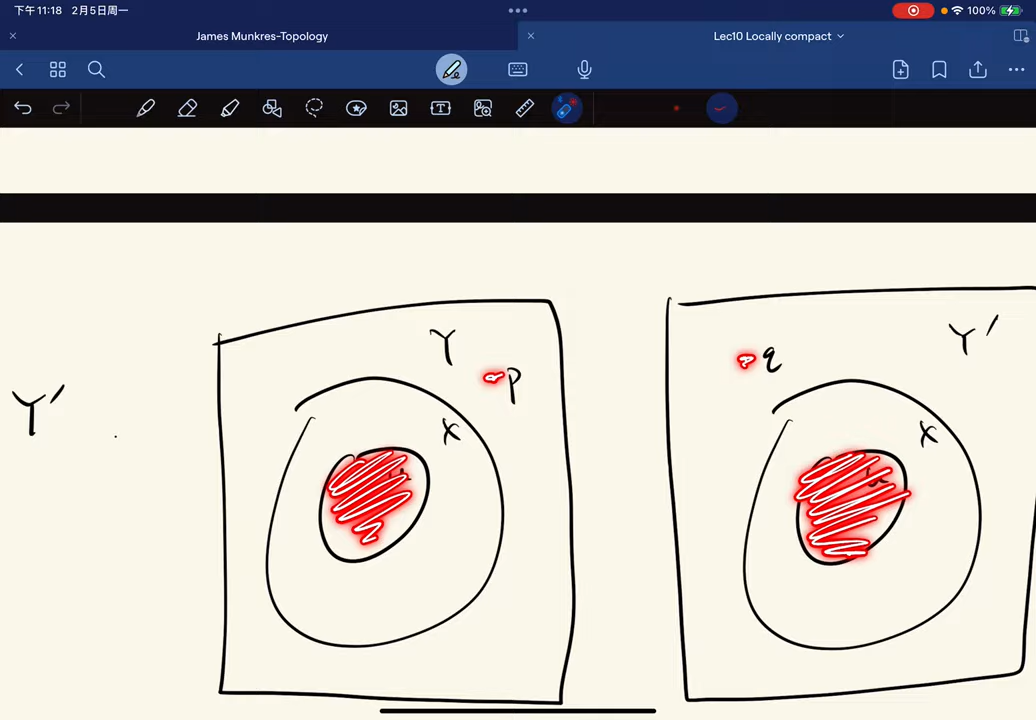 下午11:18 2月5日周一
100%
James Munkres-Topology
Lec10 Locally compact
Y
Y′
p
q
Y′
X
X